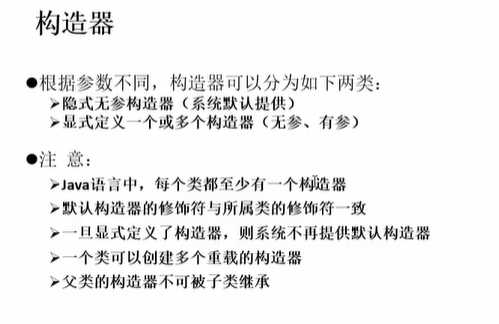 构造器
●根据参数不同，构造器可以分为如下两类：
➢隐式无参构造器（系统默认提供）
➢显式定义一个或多个构造器（无参、有参）
●注 意：
➢Java语言中，每个类都至少有一个构造器
➢默认构造器的修饰符与所属类的修饰符一致
➢一旦显式定义了构造器，则系统不再提供默认构造器
➢一个类可以创建多个重载的构造器
➢父类的构造器不可被子类继承